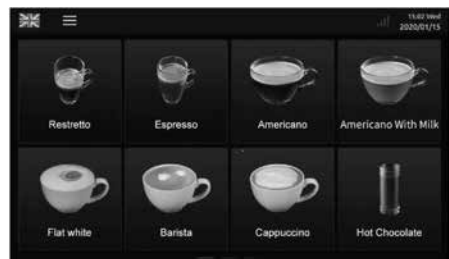 15:02 Wed
2020/01/15
Restretto
Espresso
Americano
Americano With Milk
Flat white
Barista
Cappuccino
Hot Chocolate